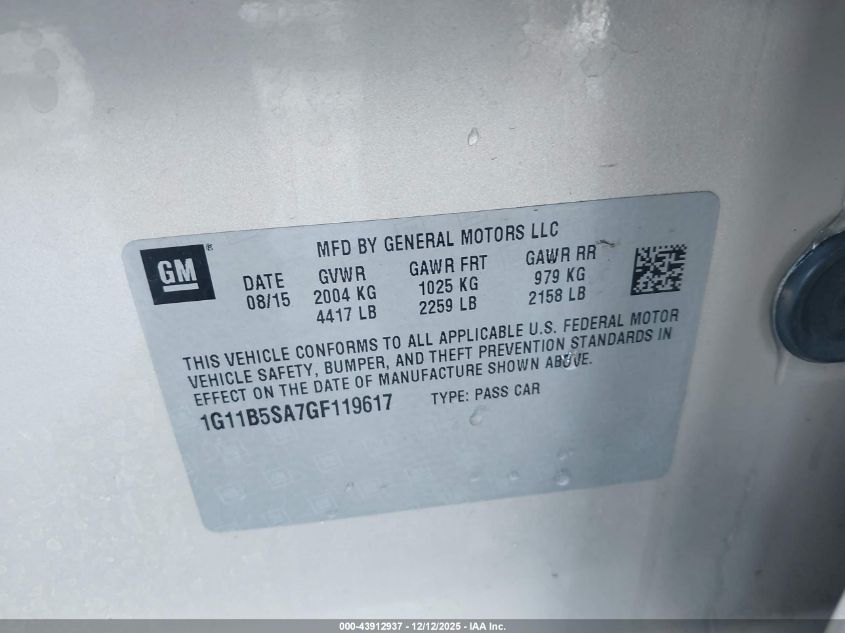 GM ®
MFD BY GENERAL MOTORS LLC
DATE GVWR GAWR FRT GAWR RR
08/15 2004 KG 1025 KG 979 KG
4417 LB 2259 LB 2158 LB
THIS VEHICLE CONFORMS TO ALL APPLICABLE U.S. FEDERAL MOTOR
VEHICLE SAFETY, BUMPER, AND THEFT PREVENTION STANDARDS IN
EFFECT ON THE DATE OF MANUFACTURE SHOWN ABOVE.
1G11B5SA7GF119617 TYPE: PASS CAR
000-43912937 - 12/12/2025 - IAA Inc.